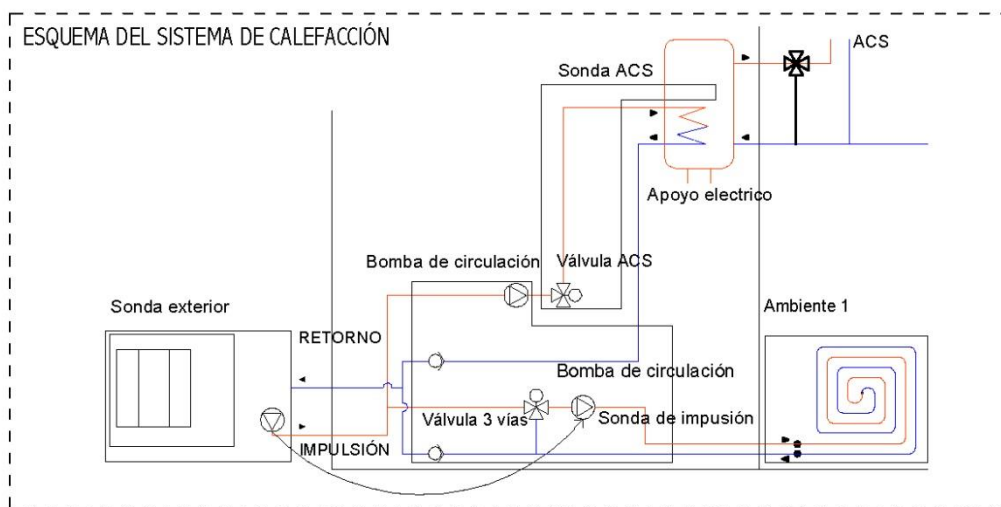 ESQUEMA DEL SISTEMA DE CALEFACCIÓN
ACS
Sonda ACS
Apoyo electrico
Bomba de circulación
Válvula ACS
Sonda exterior
Ambiente 1
RETORNO
Bomba de circulación
Válvula 3 vías
Sonda de impusión
IMPULSIÓN